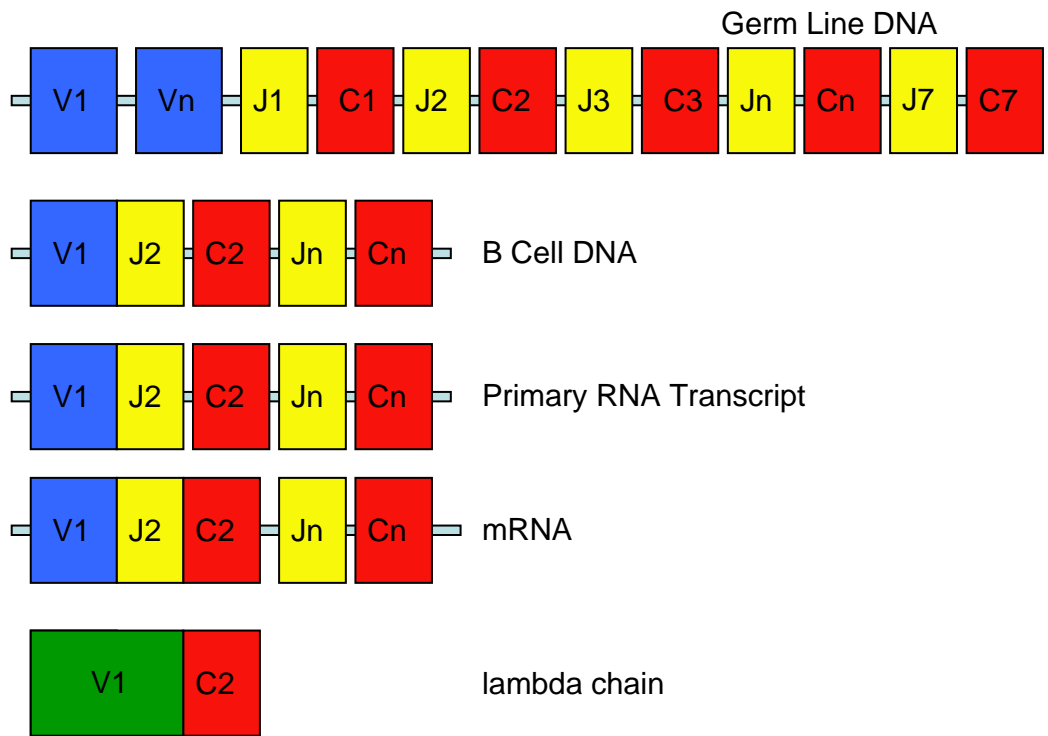 Germ Line DNA
V1 Vn J1 C1 J2 C2 J3 C3 Jn Cn J7 C7
V1 J2 C2 Jn Cn B Cell DNA
V1 J2 C2 Jn Cn Primary RNA Transcript
V1 J2 C2 Jn Cn mRNA
V1 C2 lambda chain